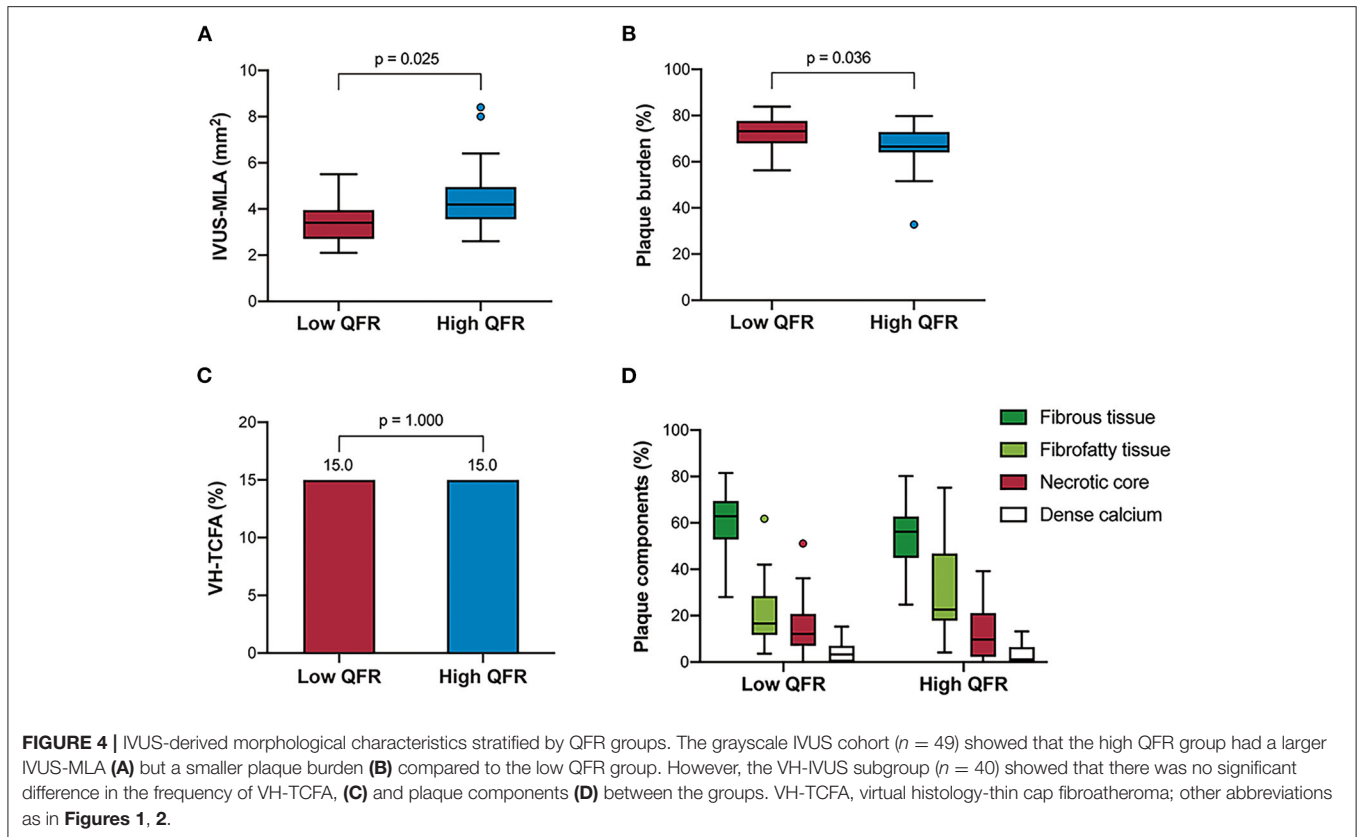 A
p = 0.025
10
8
6
4
2
0
IVUS-MLA (mm²)
Low QFR
High QFR
B
p = 0.036
100
80
60
40
20
0
Plaque burden (%)
Low QFR
High QFR
C
p = 1.000
20
15
10
5
0
15.0
15.0
VH-TCFA (%)
Low QFR
High QFR
D
100
80
60
40
20
0
Plaque components (%)
Low QFR
High QFR
Fibrous tissue
Fibrofatty tissue
Necrotic core
Dense calcium
FIGURE 4 | IVUS-derived morphological characteristics stratified by QFR groups. The grayscale IVUS cohort (n = 49) showed that the high QFR group had a larger
IVUS-MLA (A) but a smaller plaque burden (B) compared to the low QFR group. However, the VH-IVUS subgroup (n = 40) showed that there was no significant
difference in the frequency of VH-TCFA, (C) and plaque components (D) between the groups. VH-TCFA, virtual histology-thin cap fibroatheroma; other abbreviations
as in Figures 1, 2.